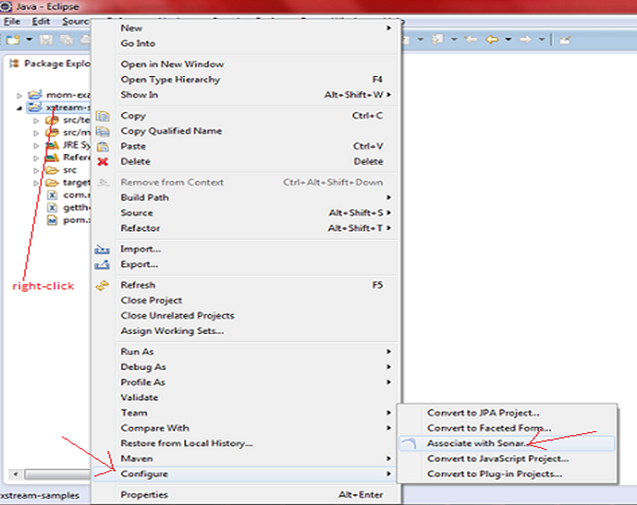 Java - Eclipse
File Edit Sourc
Package Explo
mom-exa
xstream-s
src/te
src/m
JRE Sy
Refere
src
target
com.
getthe
pom.x
right-click
New
Go Into
Open in New Window
Open Type Hierarchy F4
Show In Alt+Shift+W
Copy Ctrl+C
Copy Qualified Name
Paste Ctrl+V
Delete Delete
Remove from Context Ctrl+Alt+Shift+Down
Build Path
Source Alt+Shift+S
Refactor Alt+Shift+T
Import...
Export...
Refresh F5
Close Project
Close Unrelated Projects
Assign Working Sets...
Run As
Debug As
Profile As
Validate
Team
Compare With
Restore from Local History...
Maven
Configure
Properties Alt+Enter
Convert to JPA Project...
Convert to Faceted Form...
Associate with Sonar...
Convert to JavaScript Project...
Convert to Plug-in Projects...
xstream-samples